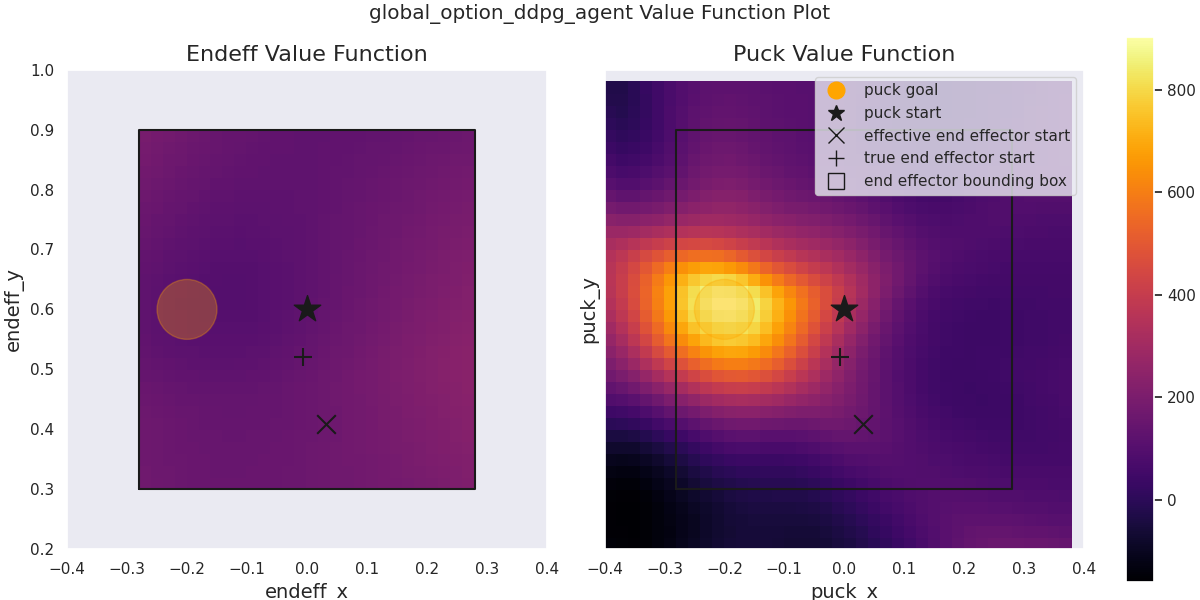 global_option_ddpg_agent Value Function Plot
Endeff Value Function
1.0
0.9
0.8
0.7
0.6
0.5
0.4
0.3
0.2
endeff_y
−0.4 −0.3 −0.2 −0.1 0.0 0.1 0.2 0.3 0.4
endeff_x
Puck Value Function
puck goal
puck start
effective end effector start
true end effector start
end effector bounding box
puck_y
−0.4 −0.3 −0.2 −0.1 0.0 0.1 0.2 0.3 0.4
puck_x
800
600
400
200
0